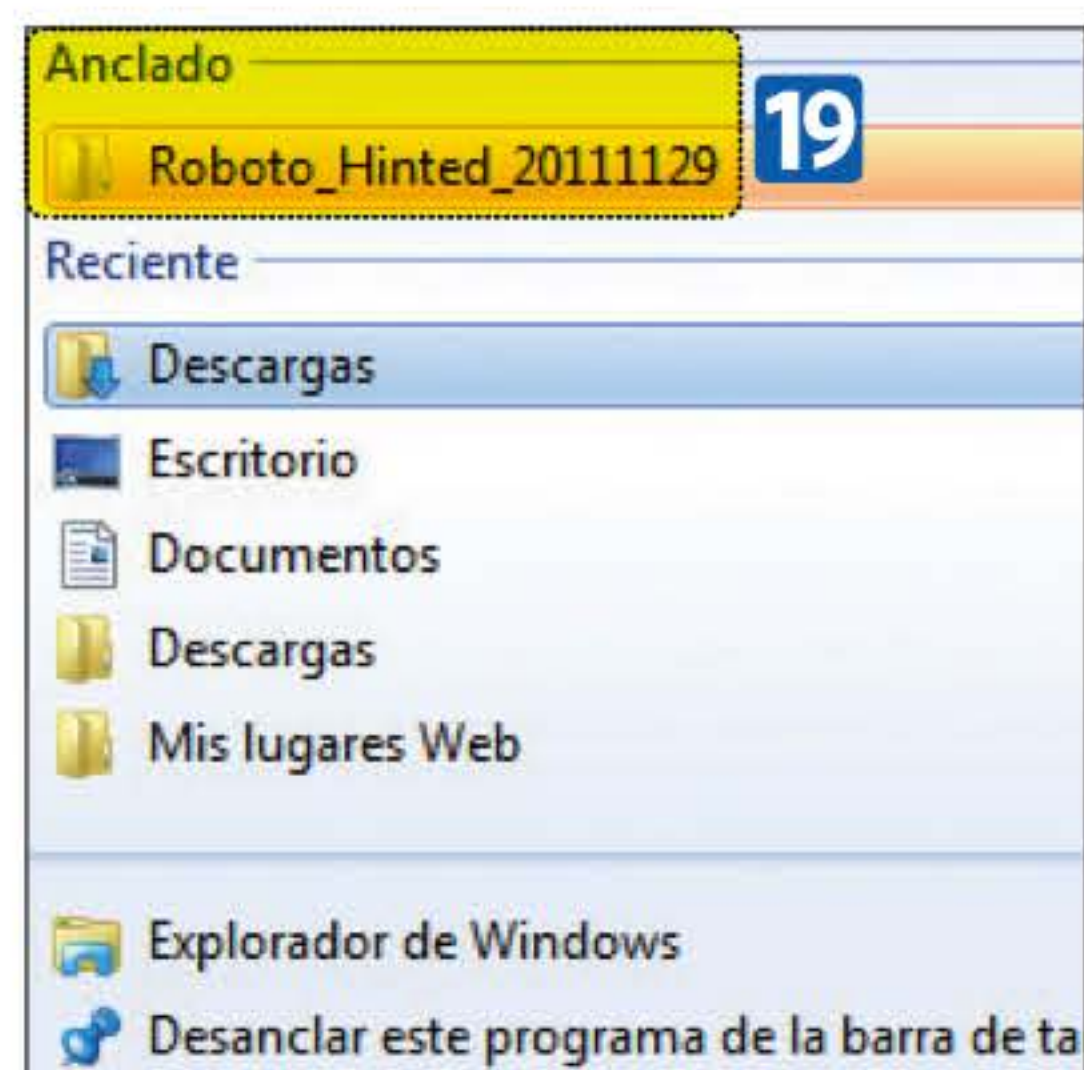 Anclado
19
Roboto_Hinted_20111129
Reciente
Descargas
Escritorio
Documentos
Descargas
Mis lugares Web
Explorador de Windows
Desanclar este programa de la barra de ta